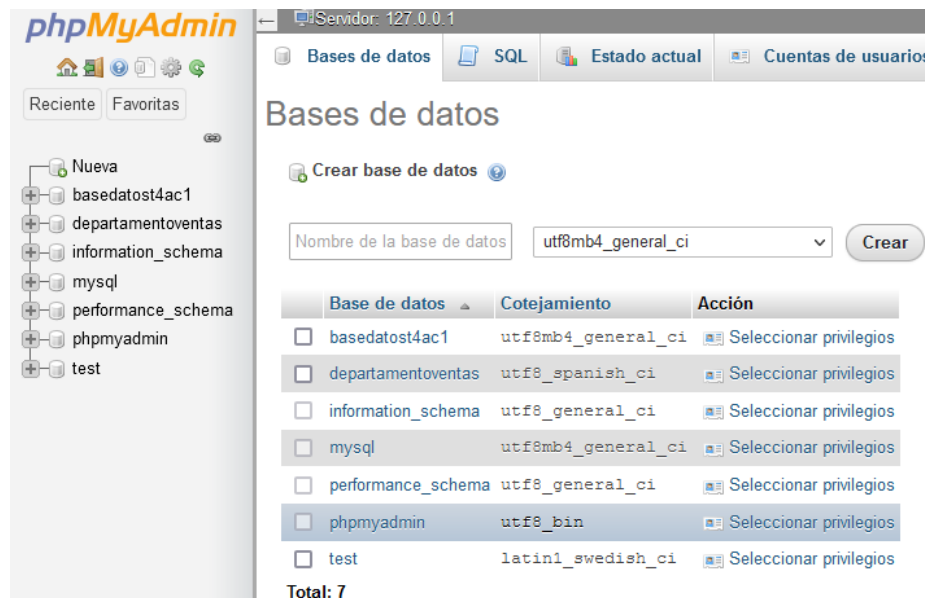 phpMyAdmin
Reciente Favoritas
Nueva
basedatost4ac1
departamentoventas
information_schema
mysql
performance_schema
phpmyadmin
test
← Servidor: 127.0.0.1
Bases de datos SQL Estado actual Cuentas de usuarios
Bases de datos
Crear base de datos
Nombre de la base de datos utf8mb4_general_ci Crear
Base de datos Cotejamiento Acción
basedatost4ac1 utf8mb4_general_ci Seleccionar privilegios
departamentoventas utf8_spanish_ci Seleccionar privilegios
information_schema utf8_general_ci Seleccionar privilegios
mysql utf8mb4_general_ci Seleccionar privilegios
performance_schema utf8_general_ci Seleccionar privilegios
phpmyadmin utf8_bin Seleccionar privilegios
test latin1_swedish_ci Seleccionar privilegios
Total: 7